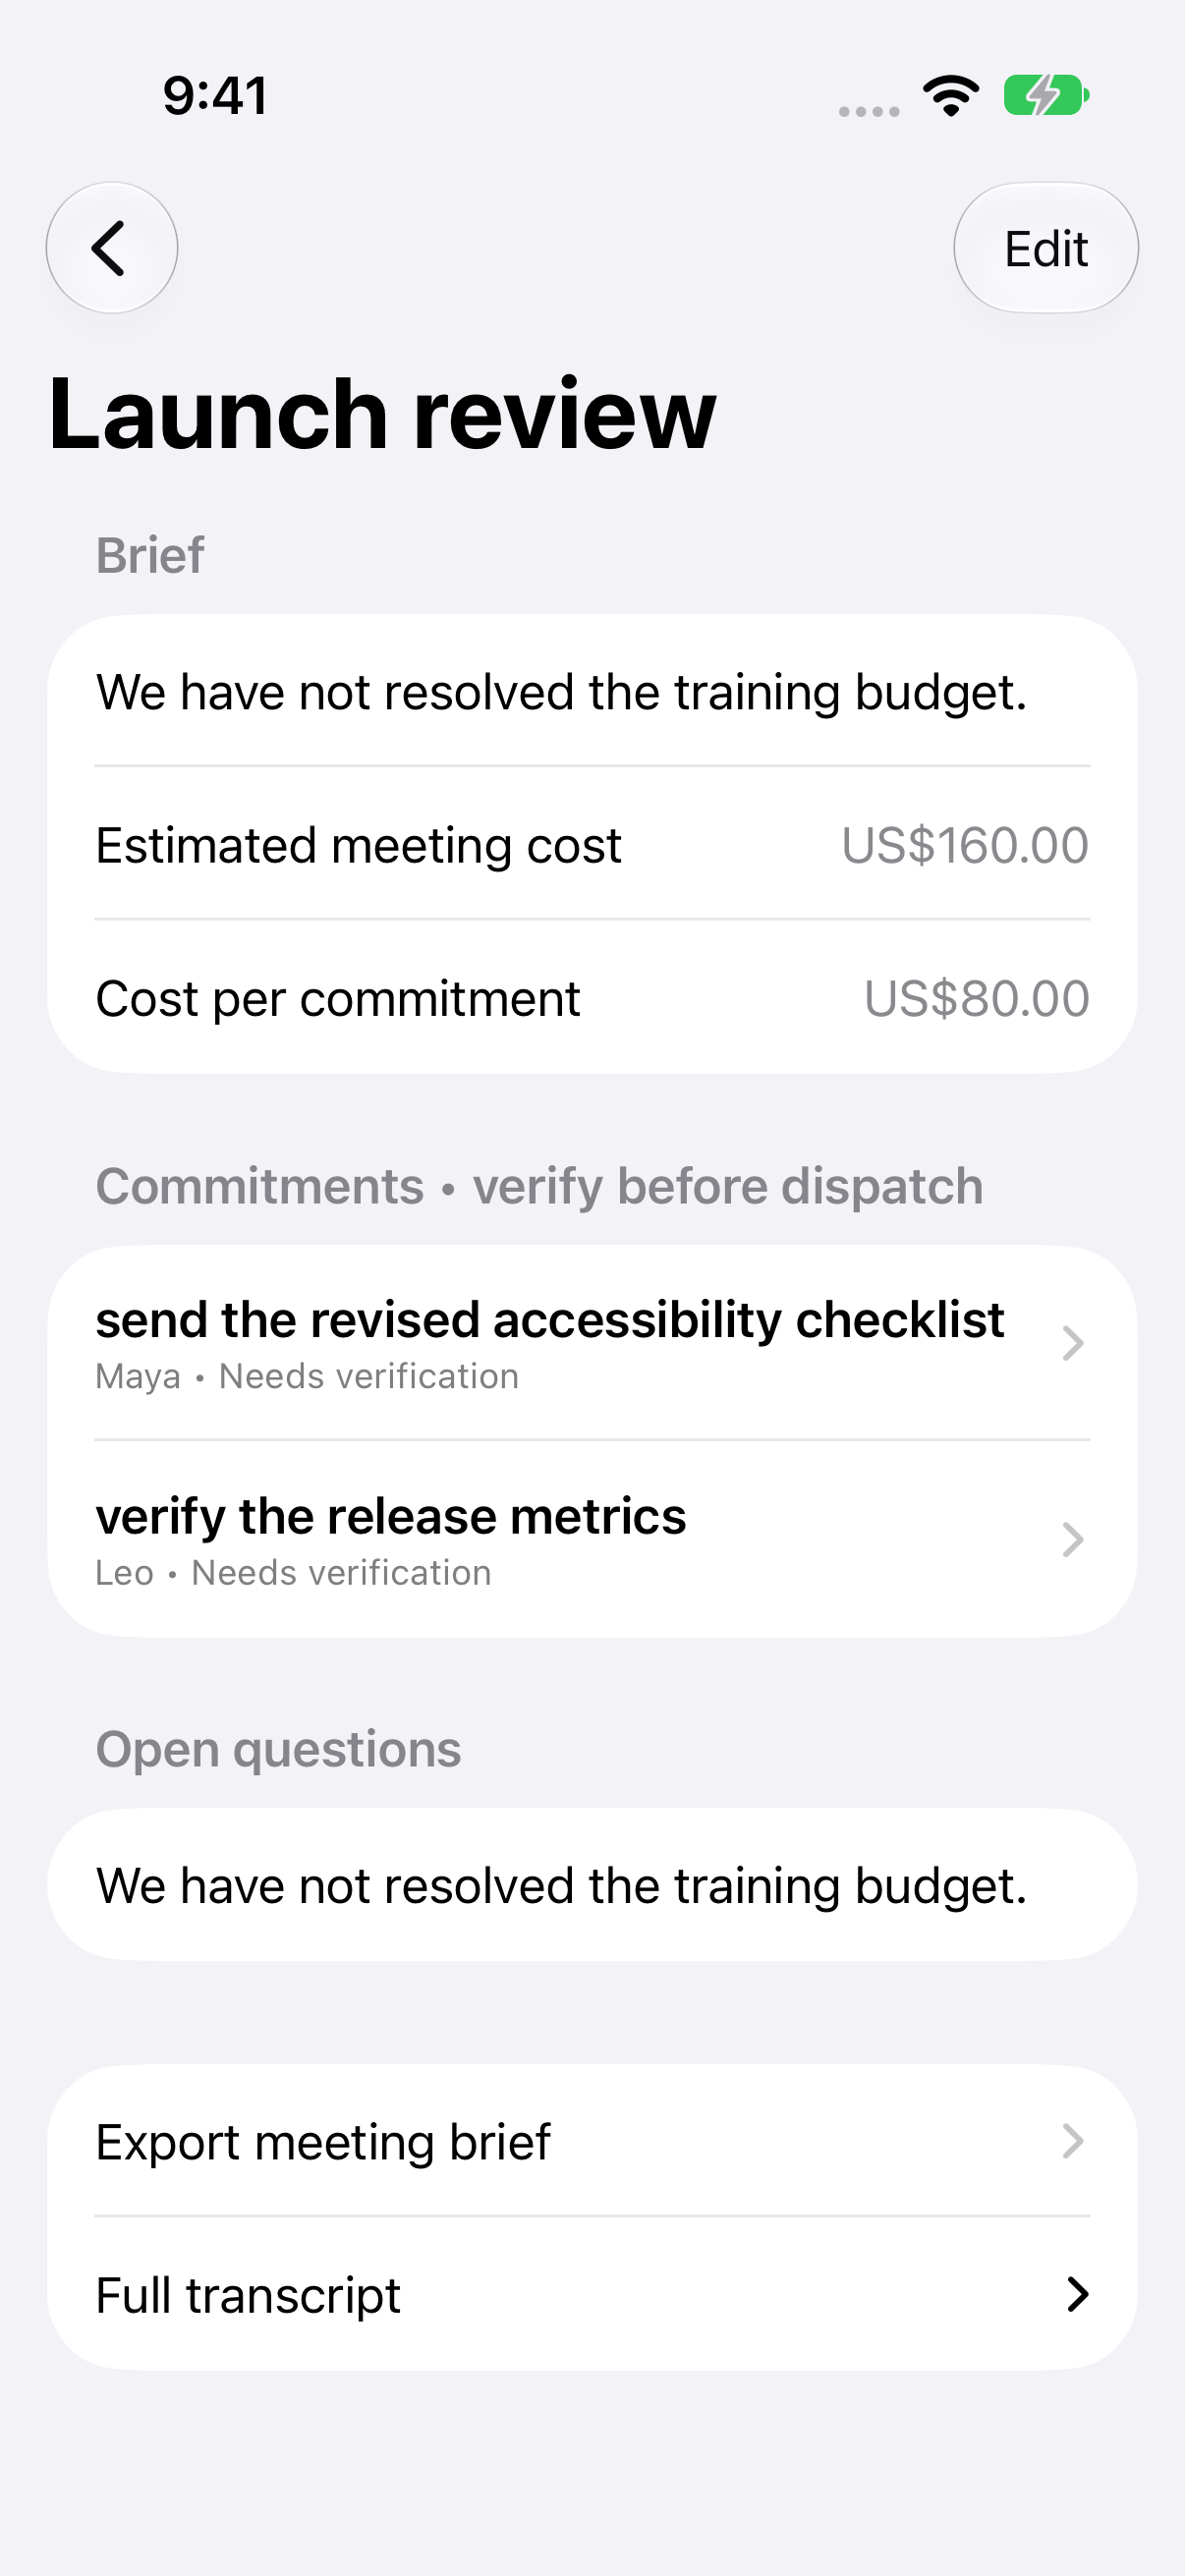 9:41
Edit
Launch review
Brief
We have not resolved the training budget.
Estimated meeting cost US$160.00
Cost per commitment US$80.00
Commitments • verify before dispatch
send the revised accessibility checklist
Maya • Needs verification
verify the release metrics
Leo • Needs verification
Open questions
We have not resolved the training budget.
Export meeting brief
Full transcript